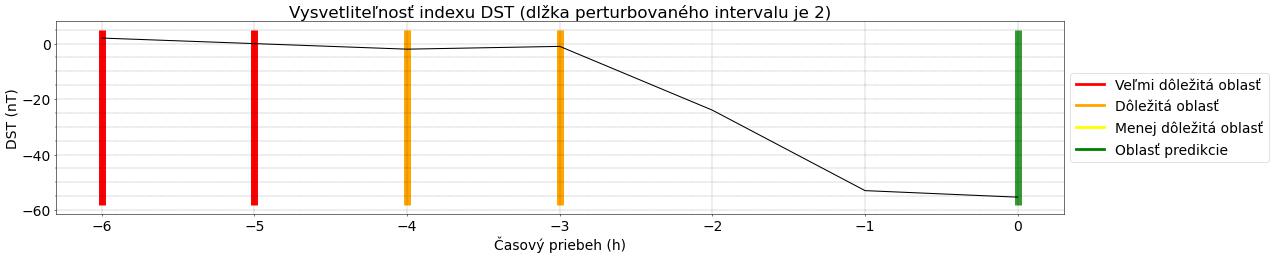 Vysvetliteľnosť indexu DST (dĺžka perturbovaného intervalu je 2)
DST (nT)
0
−20
−40
−60
−6
−5
−4
−3
−2
−1
0
Časový priebeh (h)
Veľmi dôležitá oblasť
Dôležitá oblasť
Menej dôležitá oblasť
Oblasť predikcie